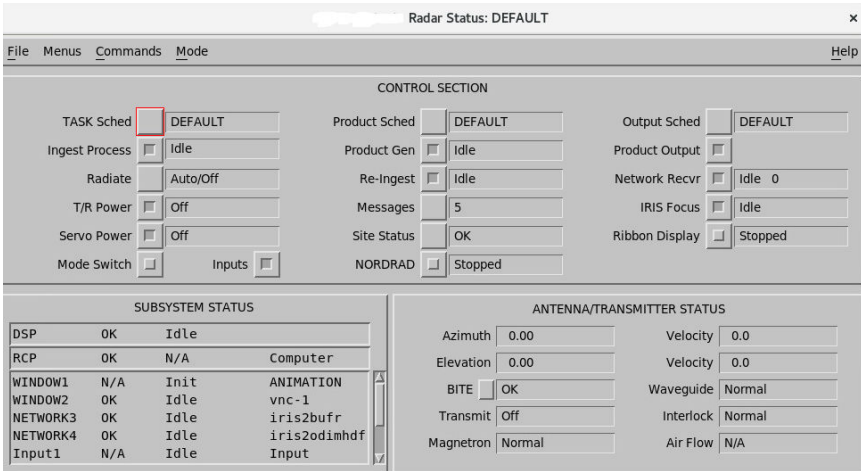 Radar Status: DEFAULT ×
File Menus Commands Mode Help
CONTROL SECTION
TASK Sched DEFAULT Product Sched DEFAULT Output Sched DEFAULT
Ingest Process Idle Product Gen Idle Product Output
Radiate Auto/Off Re-Ingest Idle Network Recvr Idle 0
T/R Power Off Messages 5 IRIS Focus Idle
Servo Power Off Site Status OK Ribbon Display Stopped
Mode Switch Inputs NORDRAD Stopped
SUBSYSTEM STATUS
DSP OK Idle
RCP OK N/A Computer
WINDOW1 N/A Init ANIMATION
WINDOW2 OK Idle vnc-1
NETWORK3 OK Idle iris2bufr
NETWORK4 OK Idle iris2odimhdf
Input1 N/A Idle Input
ANTENNA/TRANSMITTER STATUS
Azimuth 0.00 Velocity 0.0
Elevation 0.00 Velocity 0.0
BITE OK Waveguide Normal
Transmit Off Interlock Normal
Magnetron Normal Air Flow N/A